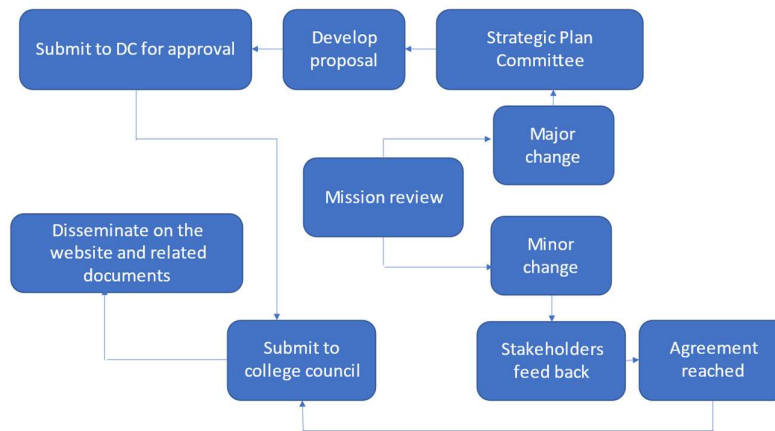 Submit to DC for approval
Develop
proposal
Strategic Plan
Committee
Major
change
Mission review
Disseminate on the
website and related
documents
Minor
change
Submit to
college council
Stakeholders
feed back
Agreement
reached